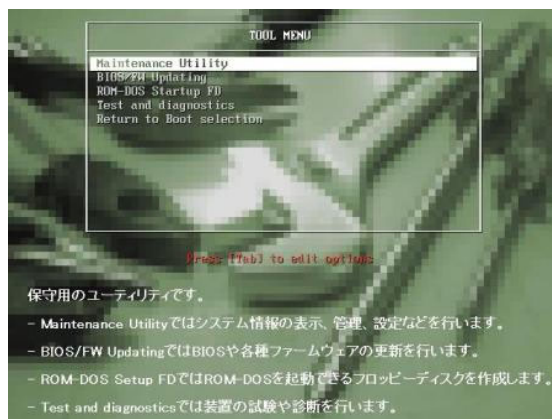 TOOL MENU
Maintenance Utility
BIOS/FW Updating
ROM-DOS Startup FD
Test and diagnostics
Return to Boot selection
Press [Tab] to edit options
保守用のユーティリティです。
- Maintenance Utilityではシステム情報の表示、管理、設定などを行います。
- BIOS/FW UpdatingではBIOSや各種ファームウェアの更新を行います。
- ROM-DOS Setup FDではROM-DOSを起動できるフロッピーディスクを作成します。
- Test and diagnosticsでは装置の試験や診断を行います。